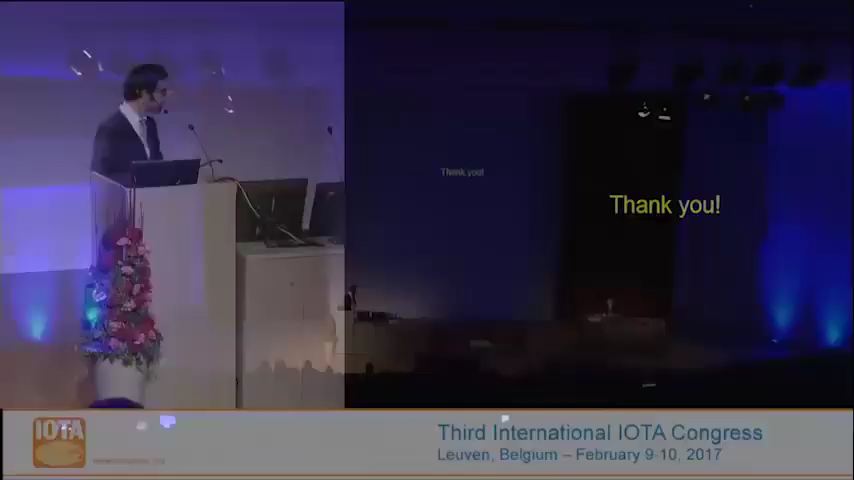 Thank you!
Thank you!
IOTA
Third International IOTA Congress
Leuven, Belgium – February 9-10, 2017